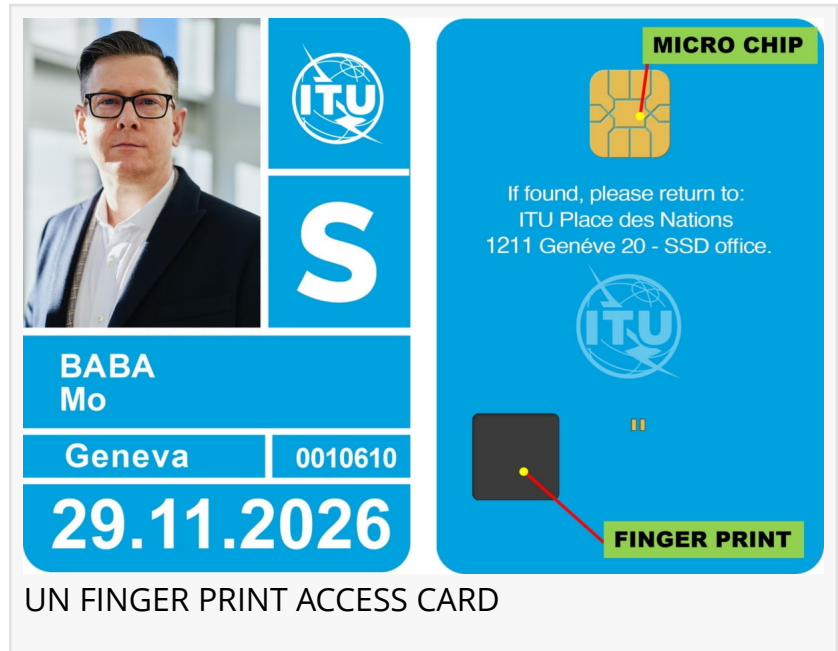 ITU
S
BABA
Mo
Geneva
0010610
29.11.2026
MICRO CHIP
If found, please return to:
ITU Place des Nations
1211 Genéve 20 - SSD office.
ITU
FINGER PRINT
UN FINGER PRINT ACCESS CARD